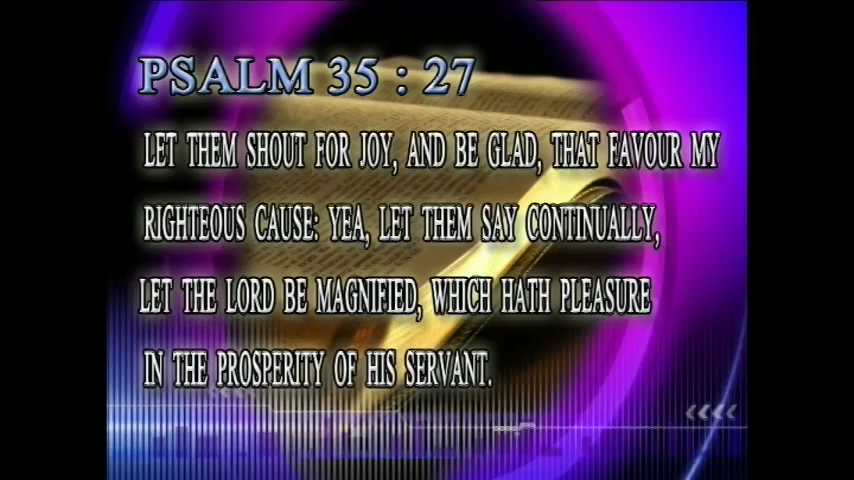 PSALM 35 : 27
LET THEM SHOUT FOR JOY, AND BE GLAD, THAT FAVOUR MY
RIGHTEOUS CAUSE: YEA, LET THEM SAY CONTINUALLY,
LET THE LORD BE MAGNIFIED, WHICH HATH PLEASURE
IN THE PROSPERITY OF HIS SERVANT.